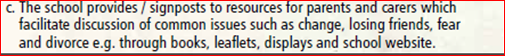 c. The school provides / signposts to resources for parents and carers which
facilitate discussion of common issues such as change, losing friends, fear
and divorce e.g. through books, leaflets, displays and school website.